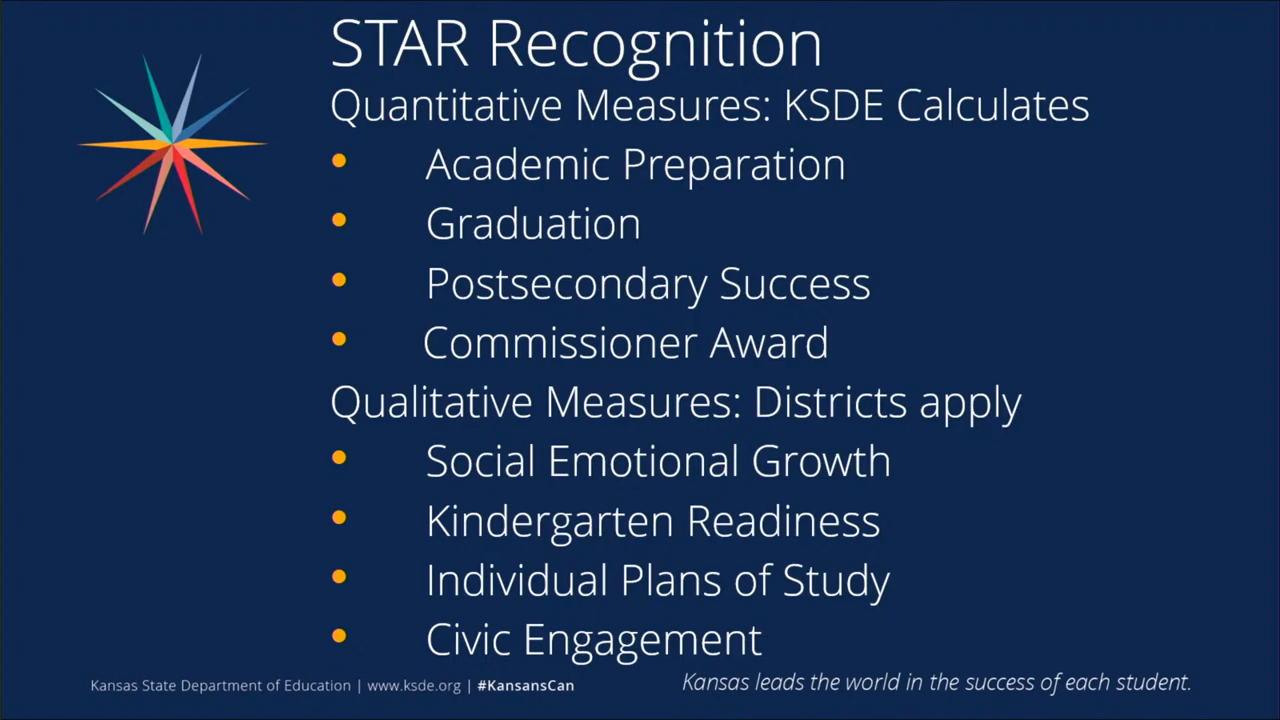 STAR Recognition
Quantitative Measures: KSDE Calculates
• Academic Preparation
• Graduation
• Postsecondary Success
• Commissioner Award
Qualitative Measures: Districts apply
• Social Emotional Growth
• Kindergarten Readiness
• Individual Plans of Study
• Civic Engagement
Kansas State Department of Education | www.ksde.org | #KansansCan
Kansas leads the world in the success of each student.